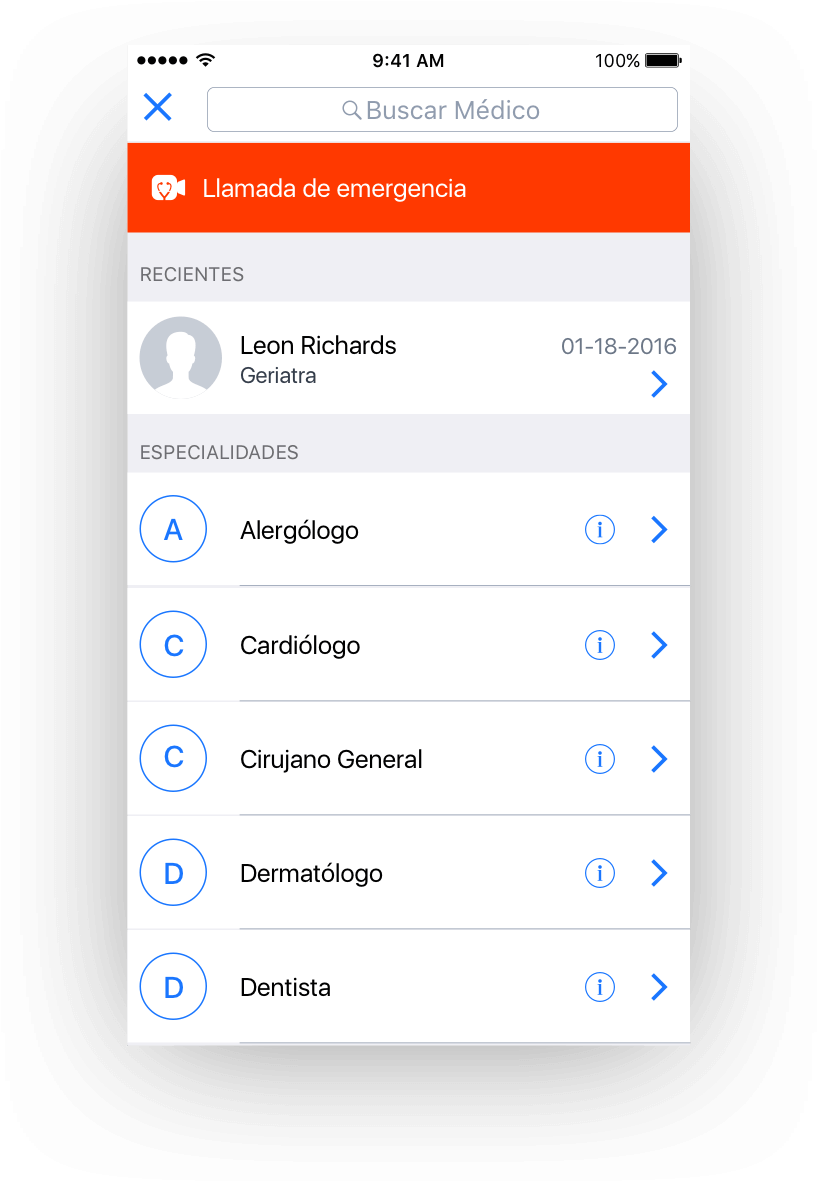 9:41 AM 100%
Buscar Médico
Llamada de emergencia
RECIENTES
Leon Richards 01-18-2016
Geriatra
ESPECIALIDADES
A Alergólogo i
C Cardiólogo i
C Cirujano General i
D Dermatólogo i
D Dentista i